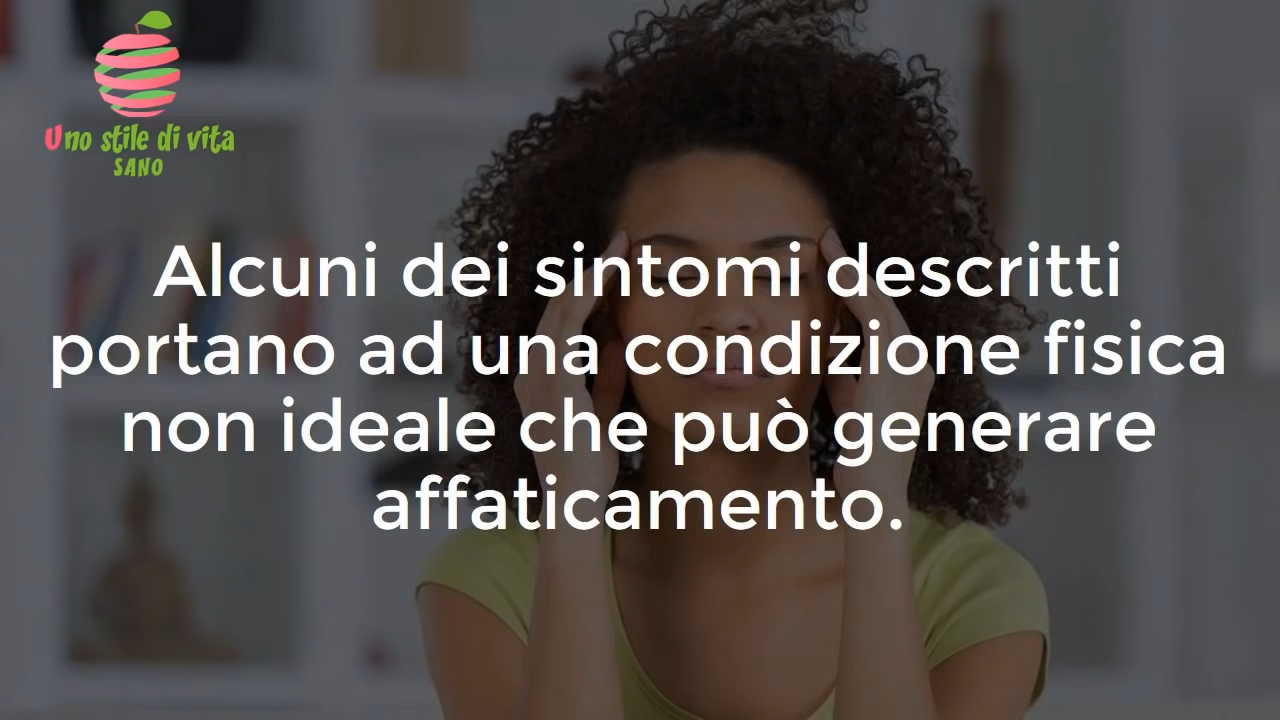 Uno stile di vita
SANO
Alcuni dei sintomi descritti
portano ad una condizione fisica
non ideale che può generare
affaticamento.